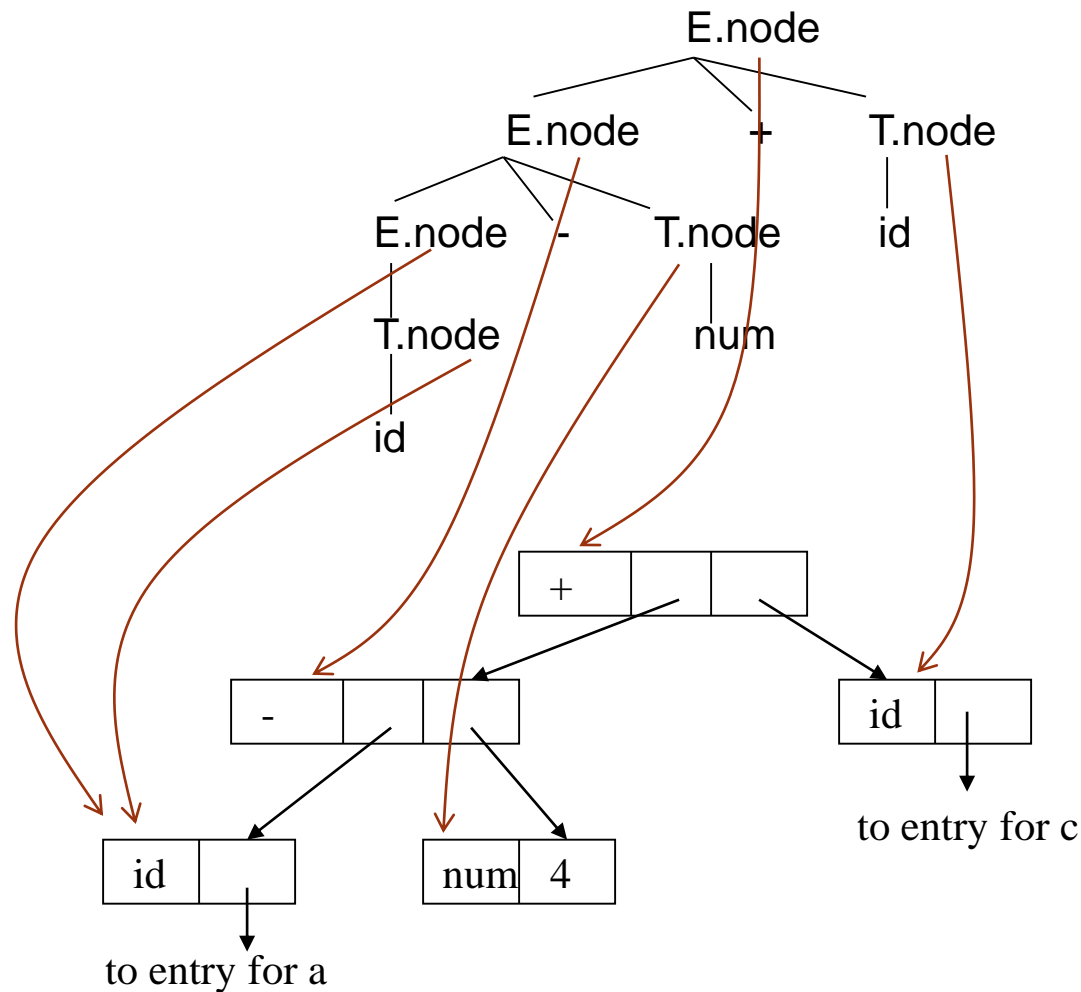 E.node
E.node + T.node
E.node - T.node id
T.node num
id
+
- id
to entry for c
id num 4
to entry for a